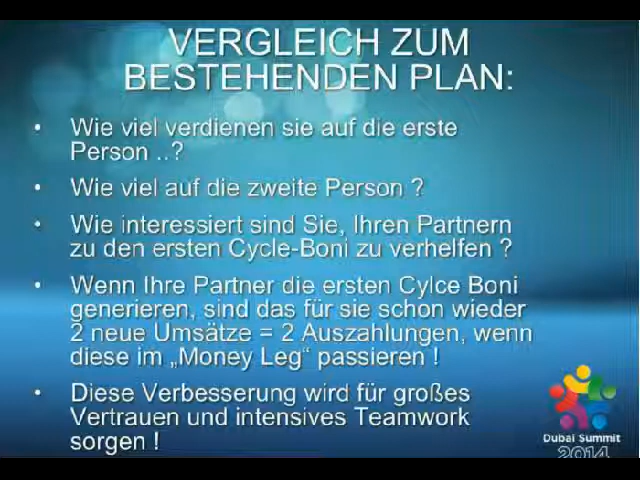 VERGLEICH ZUM
BESTEHENDEN PLAN:
• Wie viel verdienen sie auf die erste
Person ..?
• Wie viel auf die zweite Person ?
• Wie interessiert sind Sie, Ihren Partnern
zu den ersten Cycle-Boni zu verhelfen ?
• Wenn Ihre Partner die ersten Cylce Boni
generieren, sind das für sie schon wieder
2 neue Umsätze = 2 Auszahlungen, wenn
diese im „Money Leg“ passieren !
• Diese Verbesserung wird für großes
Vertrauen und intensives Teamwork
sorgen !
Dubai Summit
2014